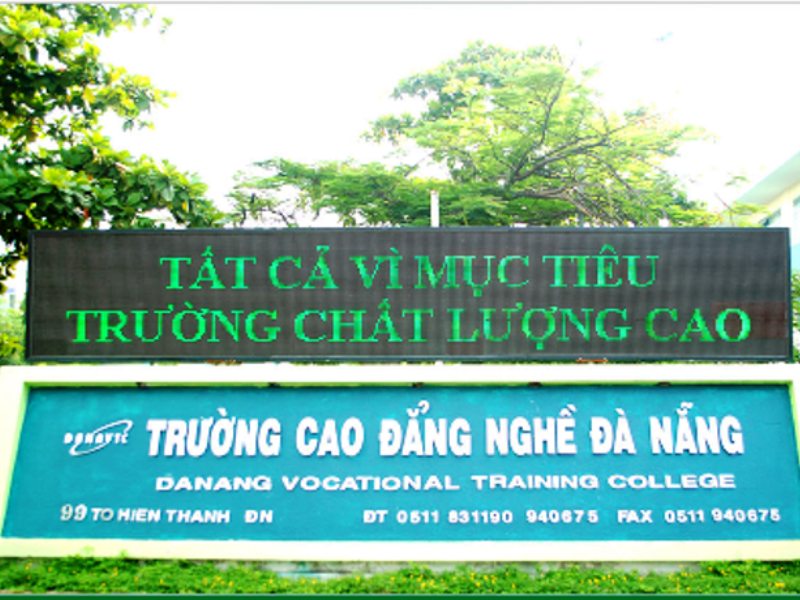 TẤT CẢ VÌ MỤC TIÊU
TRƯỜNG CHẤT LƯỢNG CAO
DANAVTC TRƯỜNG CAO ĐẲNG NGHỀ ĐÀ NẴNG
DANANG VOCATIONAL TRAINING COLLEGE
99 TO HIEN THANH ĐN ĐT 0511 831190 940675 FAX 0511 940675